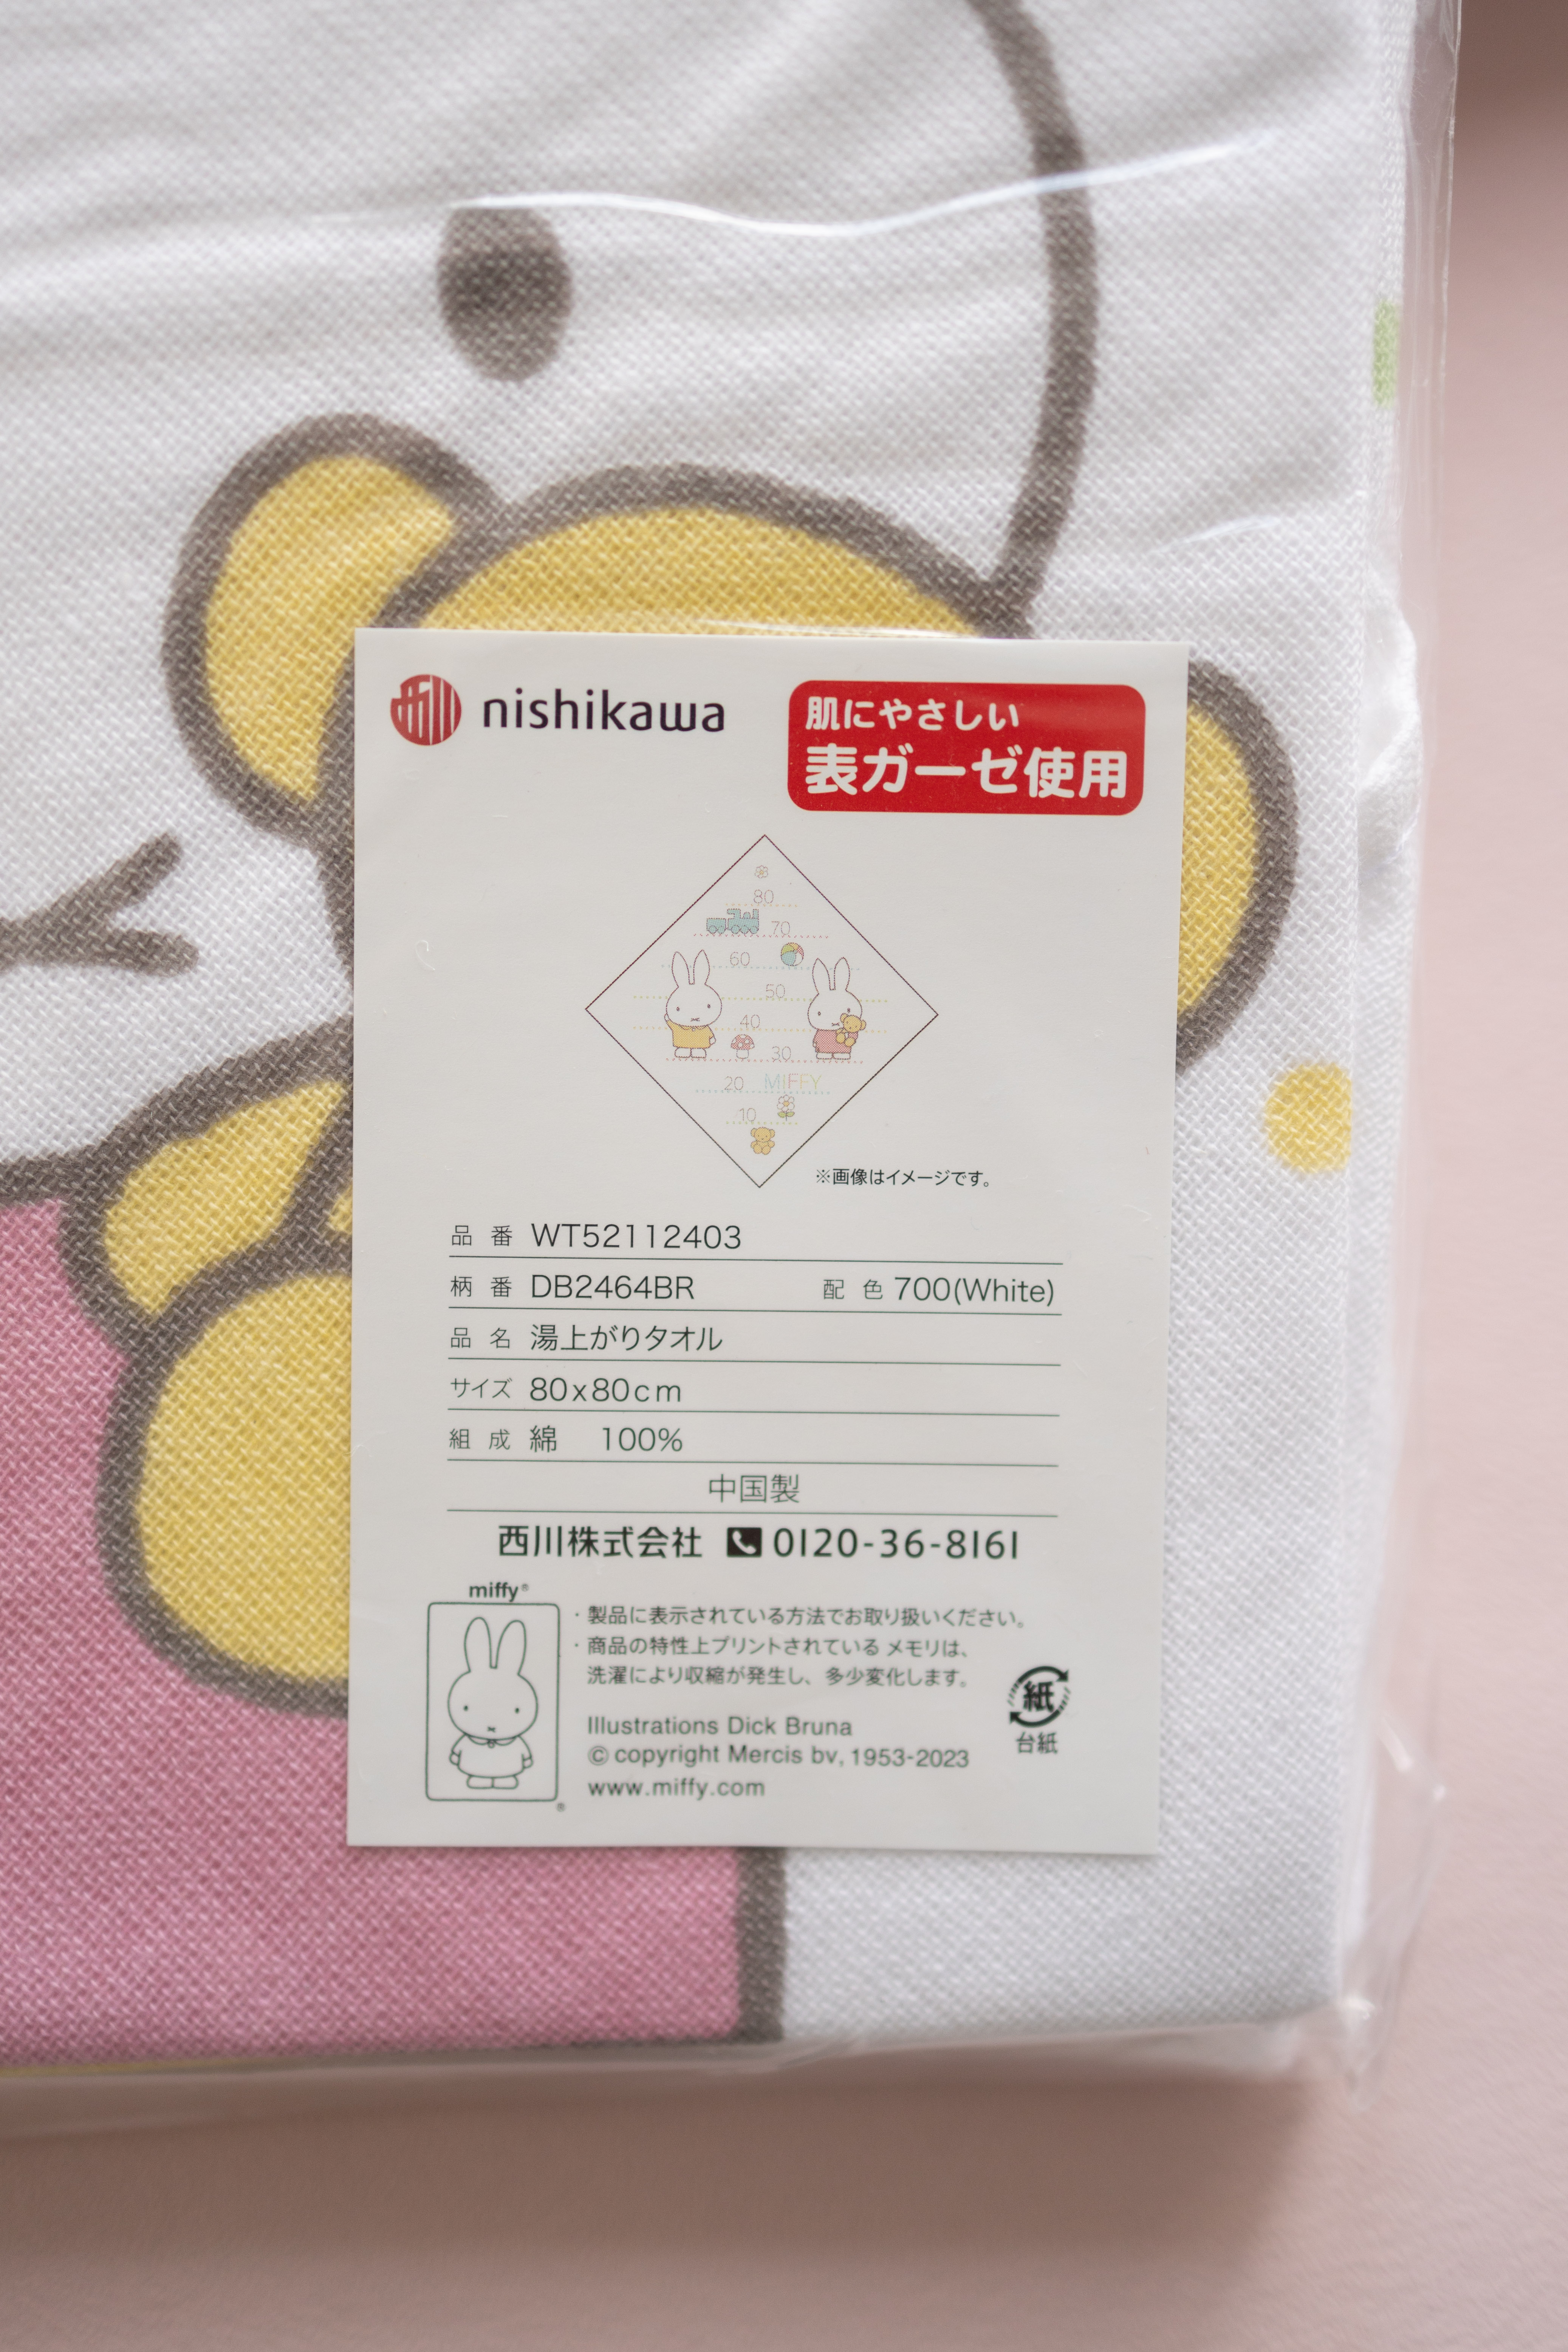 西川 nishikawa
肌にやさしい
表ガーゼ使用
80
70
60
50
40
30
20 MIFFY
10
※画像はイメージです。
品番 WT52112403
柄番 DB2464BR 配色 700(White)
品名 湯上がりタオル
サイズ 80x80cm
組成 綿 100%
中国製
西川株式会社 0120-36-8161
miffy®
・製品に表示されている方法でお取り扱いください。
・商品の特性上プリントされているメモリは、
洗濯により収縮が発生し、多少変化します。
Illustrations Dick Bruna
© copyright Mercis bv, 1953-2023
www.miffy.com
®
紙
台紙